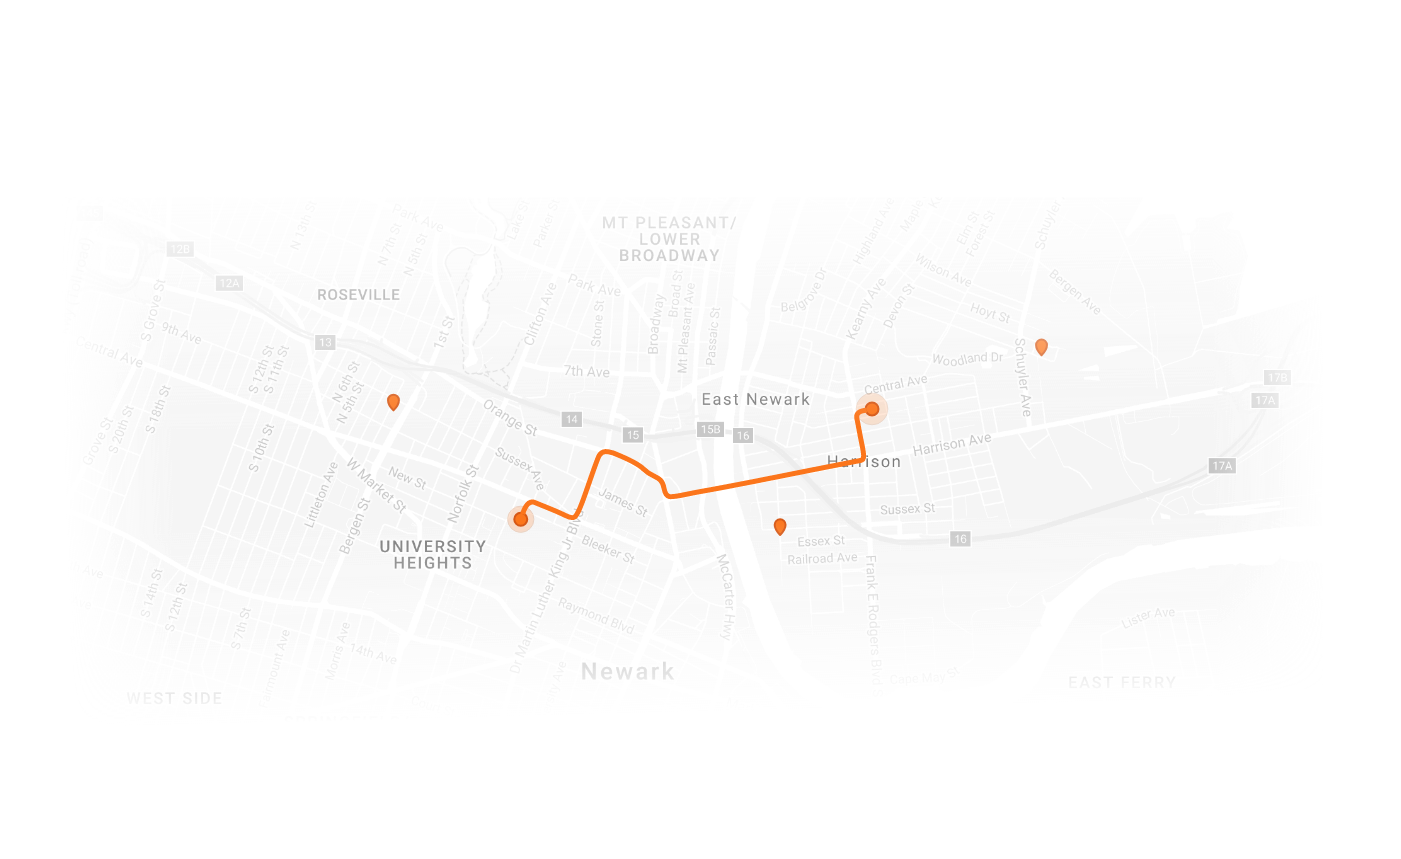 MT PLEASANT/
LOWER
BROADWAY
Park Ave
N 13th St
N 7th St
N 5th St
Lake St
Parker St
Highland Ave
Maple
Elm St
Forest St
Schuyler
12B
12A
ROSEVILLE
S Grove St
9th Ave
Central Ave
13
1st St
Clifton Ave
Park Ave
Stone St
Broadway
Broad St
Mt Pleasant Ave
Passaic St
Belgrove Dr
Kearny Ave
Devon St
Wilson Ave
Hoyt St
Bergen Ave
Woodland Dr
Schuyler Ave
Central Ave
7th Ave
East Newark
17B
17A
S 12th St
S 11th St
N 6th St
N 5th St
S 18th St
S 20th St
Grove St
S 10th St
Orange St
14
15
15B
16
Harrison Ave
Harrison
17A
Sussex Ave
W Market St
New St
Norfolk St
Littleton Ave
Bergen St
James St
Sussex St
Essex St
Railroad Ave
16
UNIVERSITY
HEIGHTS
Bleeker St
Dr Martin Luther King Jr Blvd
McCarter Hwy
Frank E Rodgers Blvd
S 14th St
S 12th St
S 7th St
Raymond Blvd
Lister Ave
Morris Ave
14th Ave
Newark
Cape May St
EAST FERRY
WEST SIDE